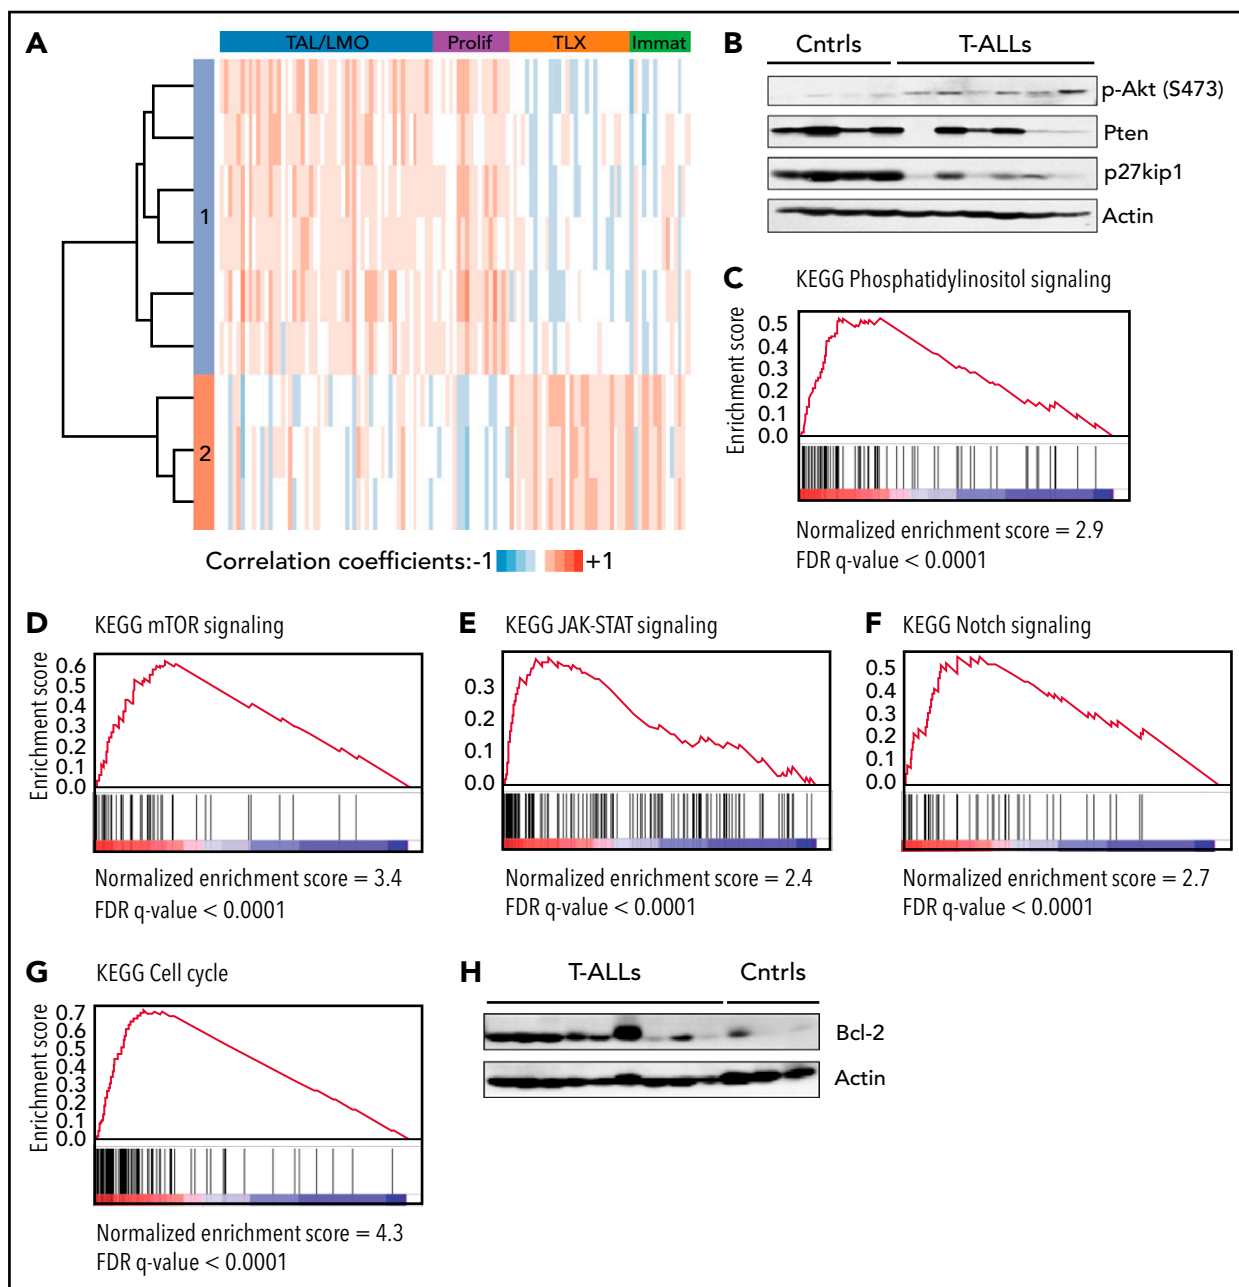 A
TAL/LMO Prolif TLX Immat
1
2
Correlation coefficients:-1 +1
B
Cntrls T-ALLs
p-Akt (S473)
Pten
p27kip1
Actin
C
KEGG Phosphatidylinositol signaling
Enrichment score
0.5
0.4
0.3
0.2
0.1
0.0
Normalized enrichment score = 2.9
FDR q-value < 0.0001
D
KEGG mTOR signaling
Enrichment score
0.6
0.5
0.4
0.3
0.2
0.1
0.0
Normalized enrichment score = 3.4
FDR q-value < 0.0001
E
KEGG JAK-STAT signaling
0.3
0.2
0.1
0.0
Normalized enrichment score = 2.4
FDR q-value < 0.0001
F
KEGG Notch signaling
0.5
0.4
0.3
0.2
0.1
0.0
Normalized enrichment score = 2.7
FDR q-value < 0.0001
G
KEGG Cell cycle
Enrichment score
0.7
0.6
0.5
0.4
0.3
0.2
0.1
0.0
Normalized enrichment score = 4.3
FDR q-value < 0.0001
H
T-ALLs Cntrls
Bcl-2
Actin